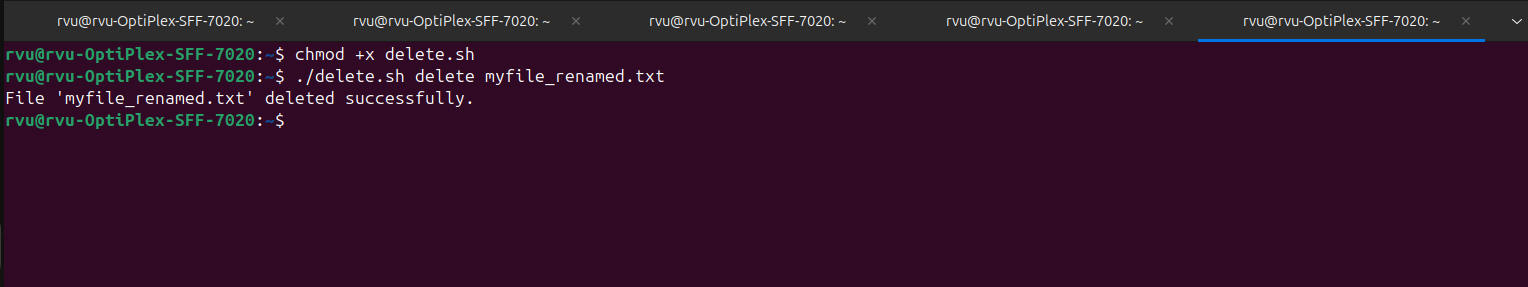 rvu@rvu-OptiPlex-SFF-7020: ~ × rvu@rvu-OptiPlex-SFF-7020: ~ × rvu@rvu-OptiPlex-SFF-7020: ~ × rvu@rvu-OptiPlex-SFF-7020: ~ × rvu@rvu-OptiPlex-SFF-7020: ~ ×
rvu@rvu-OptiPlex-SFF-7020:~$ chmod +x delete.sh
rvu@rvu-OptiPlex-SFF-7020:~$ ./delete.sh delete myfile_renamed.txt
File 'myfile_renamed.txt' deleted successfully.
rvu@rvu-OptiPlex-SFF-7020:~$